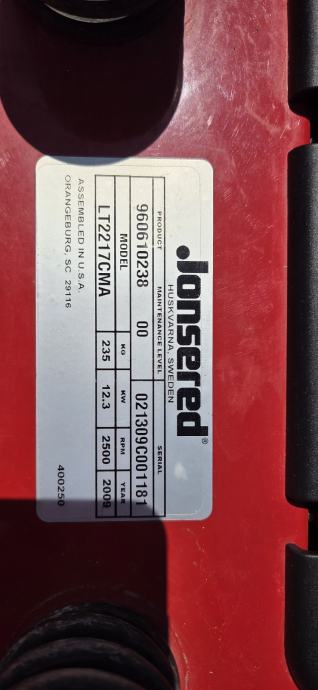 Jonsered®
HUSKVARNA, SWEDEN
PRODUCT MAINTENANCE LEVEL SERIAL
960610238 00 021309C001181
MODEL KG KW RPM YEAR
LT2217CMA 235 12.3 2500 2009
ASSEMBLED IN U.S.A.
ORANGEBURG, SC 29116
400250